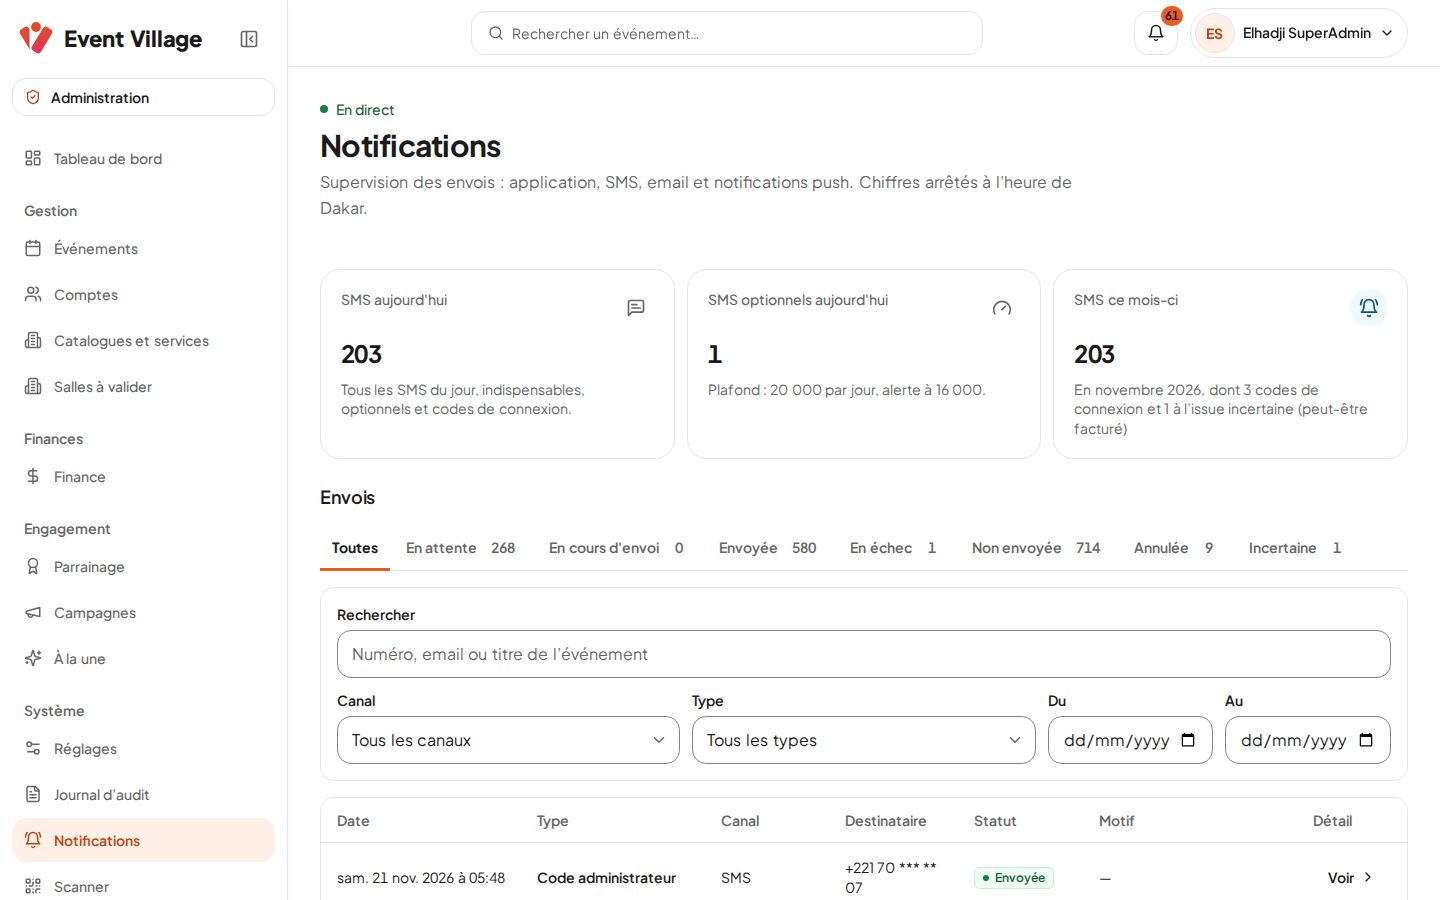 Event Village
Rechercher un événement...
61
ES
Elhadji SuperAdmin
Administration
Tableau de bord
Gestion
Événements
Comptes
Catalogues et services
Salles à valider
Finances
Finance
Engagement
Parrainage
Campagnes
À la une
Système
Réglages
Journal d’audit
Notifications
Scanner
En direct
Notifications
Supervision des envois : application, SMS, email et notifications push. Chiffres arrêtés à l’heure de
Dakar.
SMS aujourd'hui
203
Tous les SMS du jour, indispensables,
optionnels et codes de connexion.
SMS optionnels aujourd'hui
1
Plafond : 20 000 par jour, alerte à 16 000.
SMS ce mois-ci
203
En novembre 2026, dont 3 codes de
connexion et 1 à l’issue incertaine (peut-être
facturé)
Envois
Toutes En attente 268 En cours d'envoi 0 Envoyée 580 En échec 1 Non envoyée 714 Annulée 9 Incertaine 1
Rechercher
Numéro, email ou titre de l’événement
Canal Type Du Au
Tous les canaux Tous les types dd/mm/yyyy dd/mm/yyyy
Date Type Canal Destinataire Statut Motif Détail
sam. 21 nov. 2026 à 05:48 Code administrateur SMS +221 70 *** ** 07 Envoyée — Voir